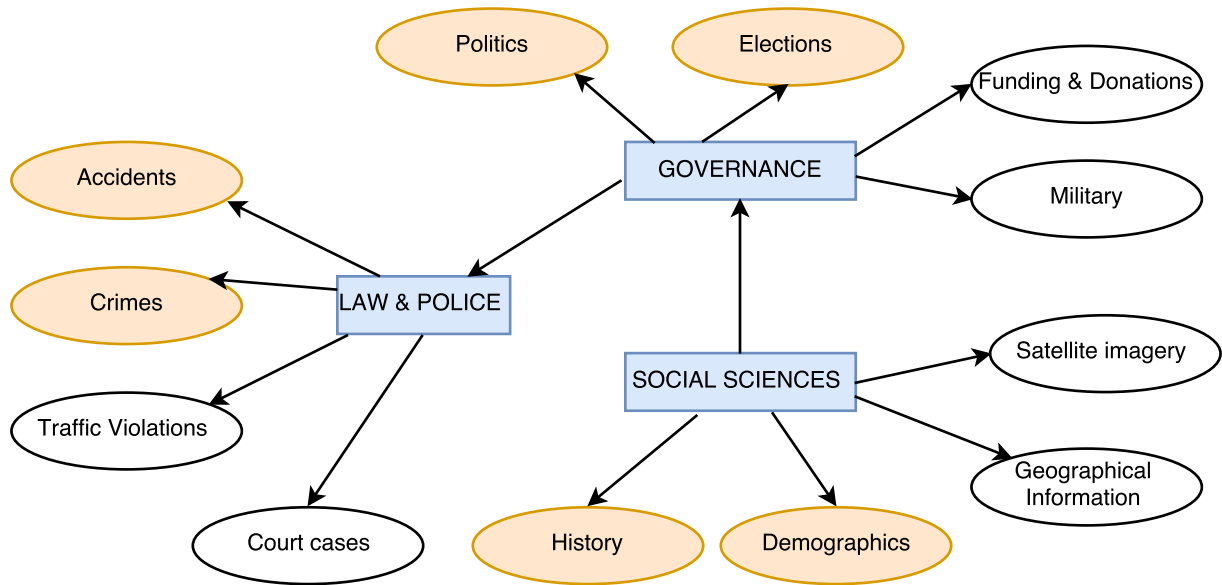 Politics
Elections
Funding & Donations
GOVERNANCE
Accidents
Military
Crimes
LAW & POLICE
Satellite imagery
SOCIAL SCIENCES
Traffic Violations
Geographical
Information
Court cases
History
Demographics